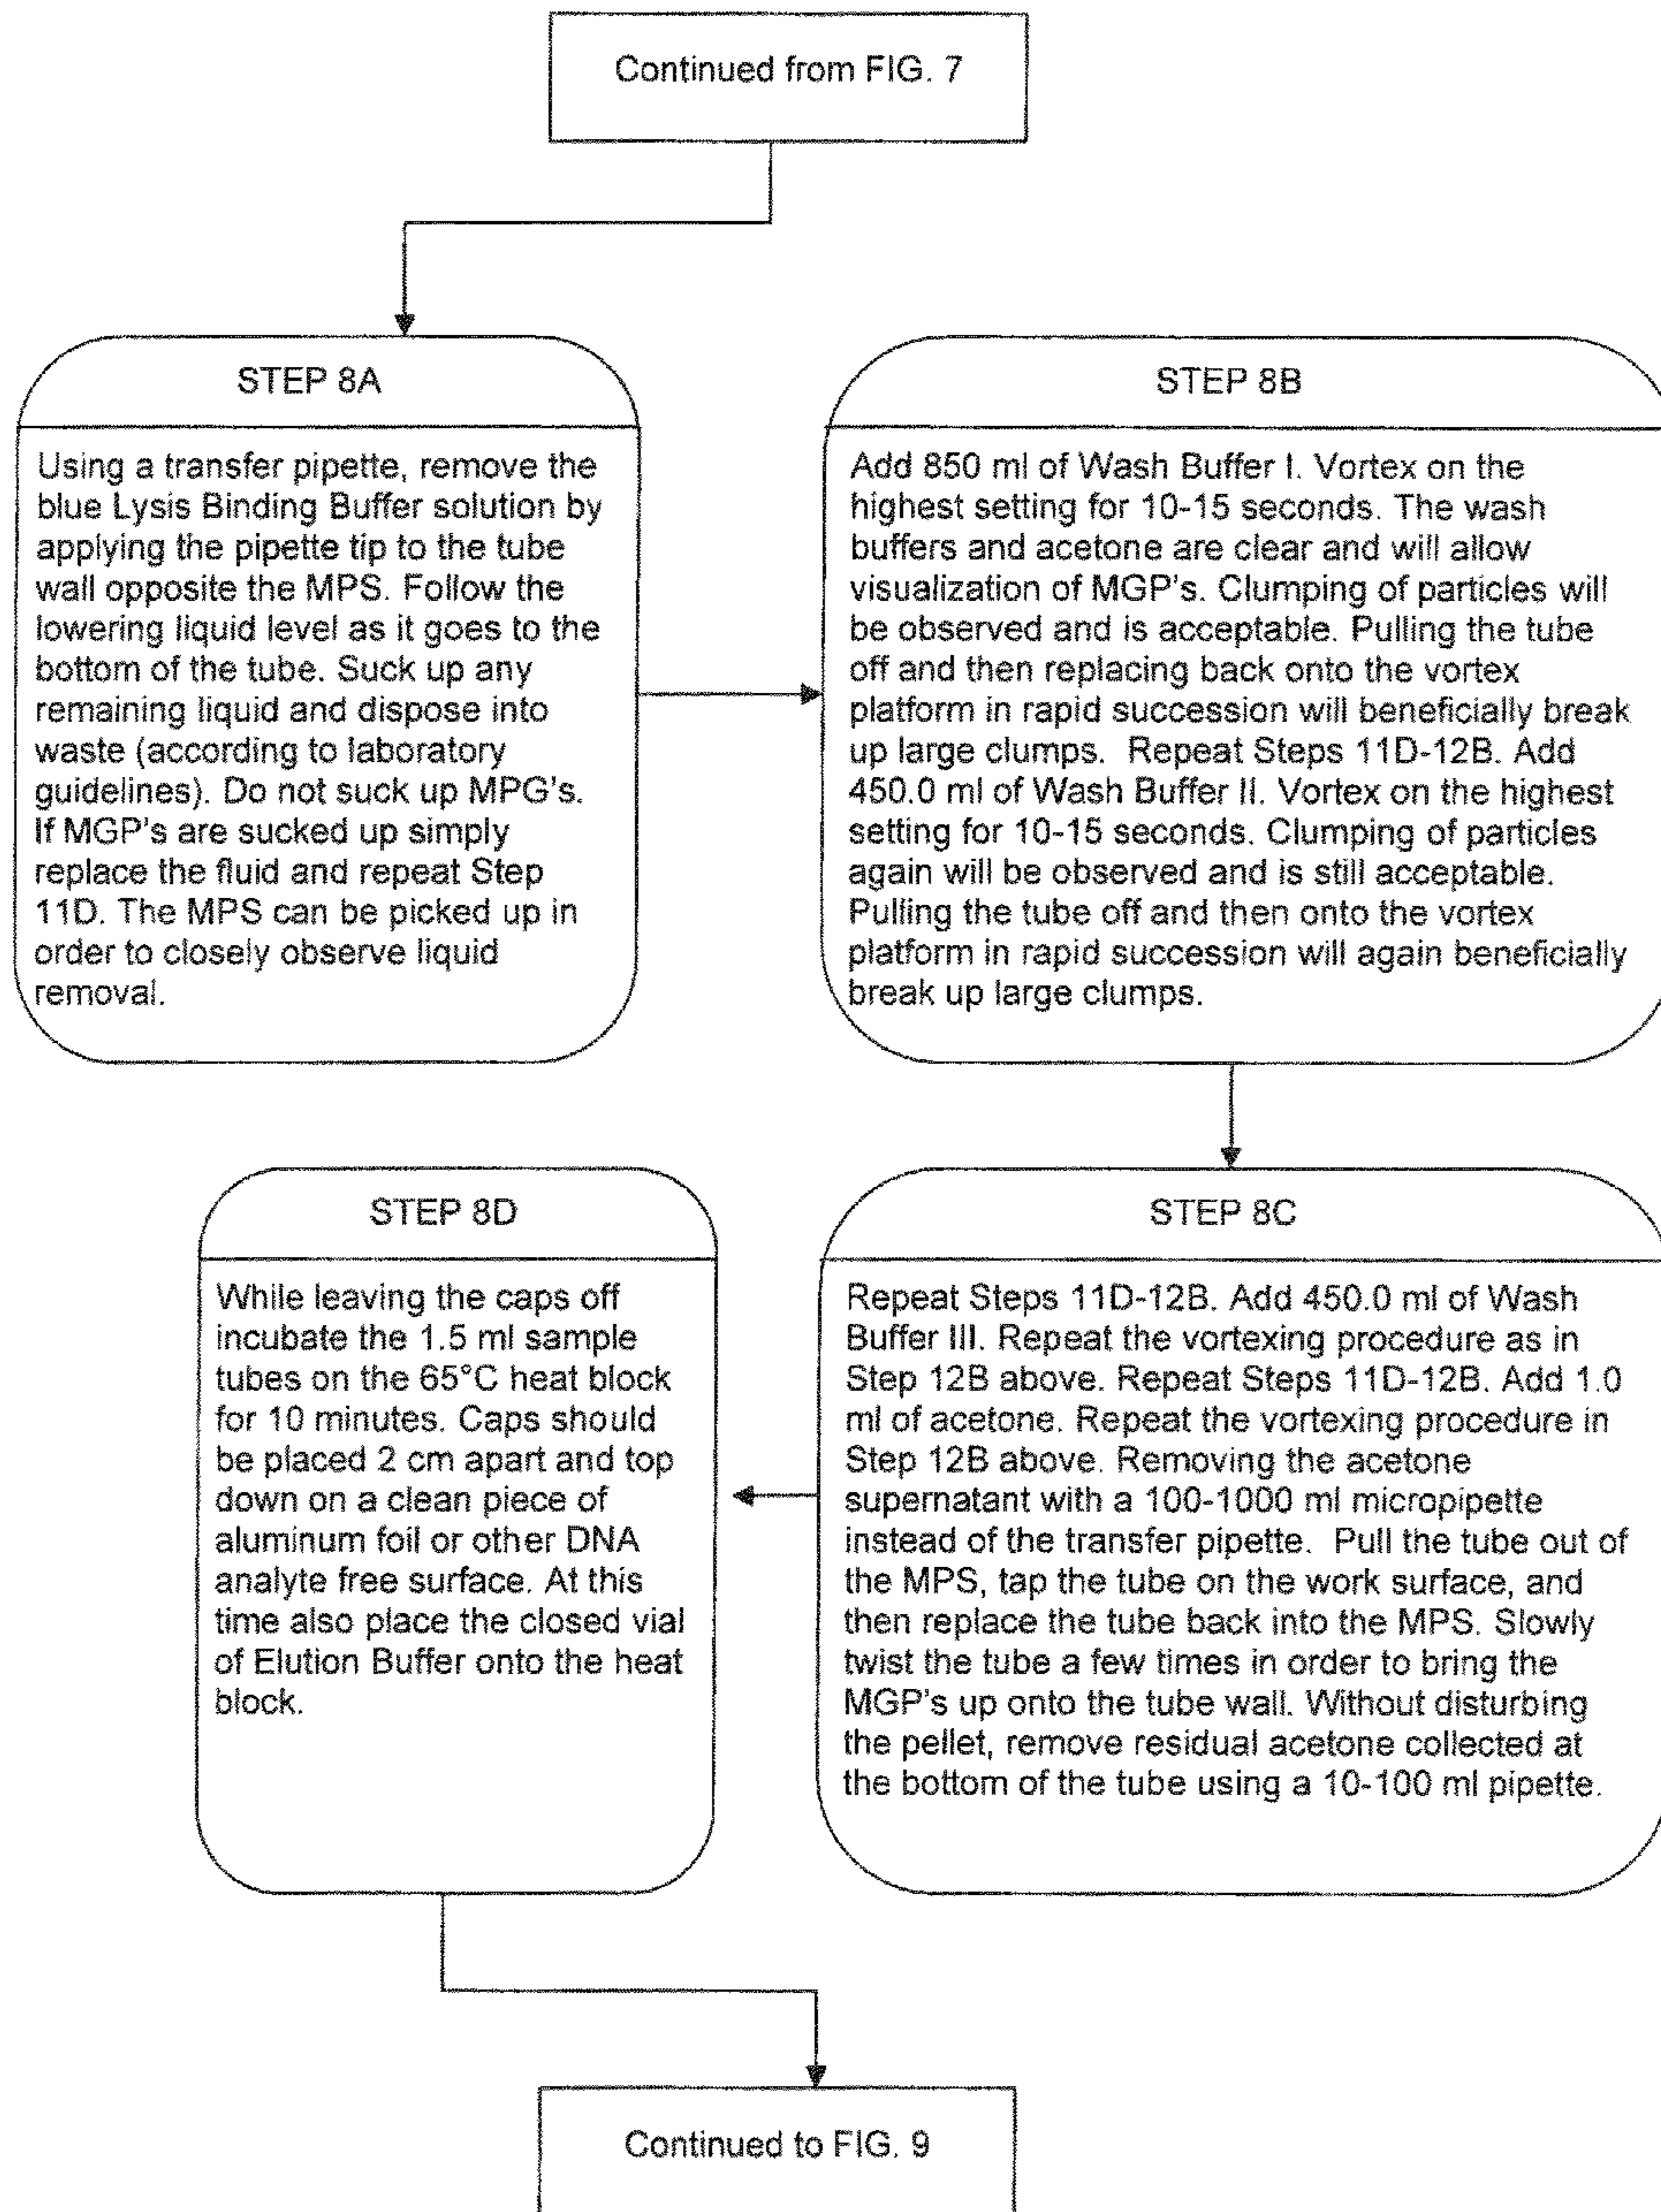 Continued from FIG. 7
STEP 8A
Using a transfer pipette, remove the
blue Lysis Binding Buffer solution by
applying the pipette tip to the tube
wall opposite the MPS. Follow the
lowering liquid level as it goes to the
bottom of the tube. Suck up any
remaining liquid and dispose into
waste (according to laboratory
guidelines). Do not suck up MPG's.
If MGP's are sucked up simply
replace the fluid and repeat Step
11D. The MPS can be picked up in
order to closely observe liquid
removal.
STEP 8B
Add 850 ml of Wash Buffer I. Vortex on the
highest setting for 10-15 seconds. The wash
buffers and acetone are clear and will allow
visualization of MGP's. Clumping of particles will
be observed and is acceptable. Pulling the tube
off and then replacing back onto the vortex
platform in rapid succession will beneficially break
up large clumps. Repeat Steps 11D-12B. Add
450.0 ml of Wash Buffer II. Vortex on the highest
setting for 10-15 seconds. Clumping of particles
again will be observed and is still acceptable.
Pulling the tube off and then onto the vortex
platform in rapid succession will again beneficially
break up large clumps.
STEP 8C
Repeat Steps 11D-12B. Add 450.0 ml of Wash
Buffer III. Repeat the vortexing procedure as in
Step 12B above. Repeat Steps 11D-12B. Add 1.0
ml of acetone. Repeat the vortexing procedure in
Step 12B above. Removing the acetone
supernatant with a 100-1000 ml micropipette
instead of the transfer pipette. Pull the tube out of
the MPS, tap the tube on the work surface, and
then replace the tube back into the MPS. Slowly
twist the tube a few times in order to bring the
MGP's up onto the tube wall. Without disturbing
the pellet, remove residual acetone collected at
the bottom of the tube using a 10-100 ml pipette.
STEP 8D
While leaving the caps off
incubate the 1.5 ml sample
tubes on the 65°C heat block
for 10 minutes. Caps should
be placed 2 cm apart and top
down on a clean piece of
aluminum foil or other DNA
analyte free surface. At this
time also place the closed vial
of Elution Buffer onto the heat
block.
Continued to FIG. 9